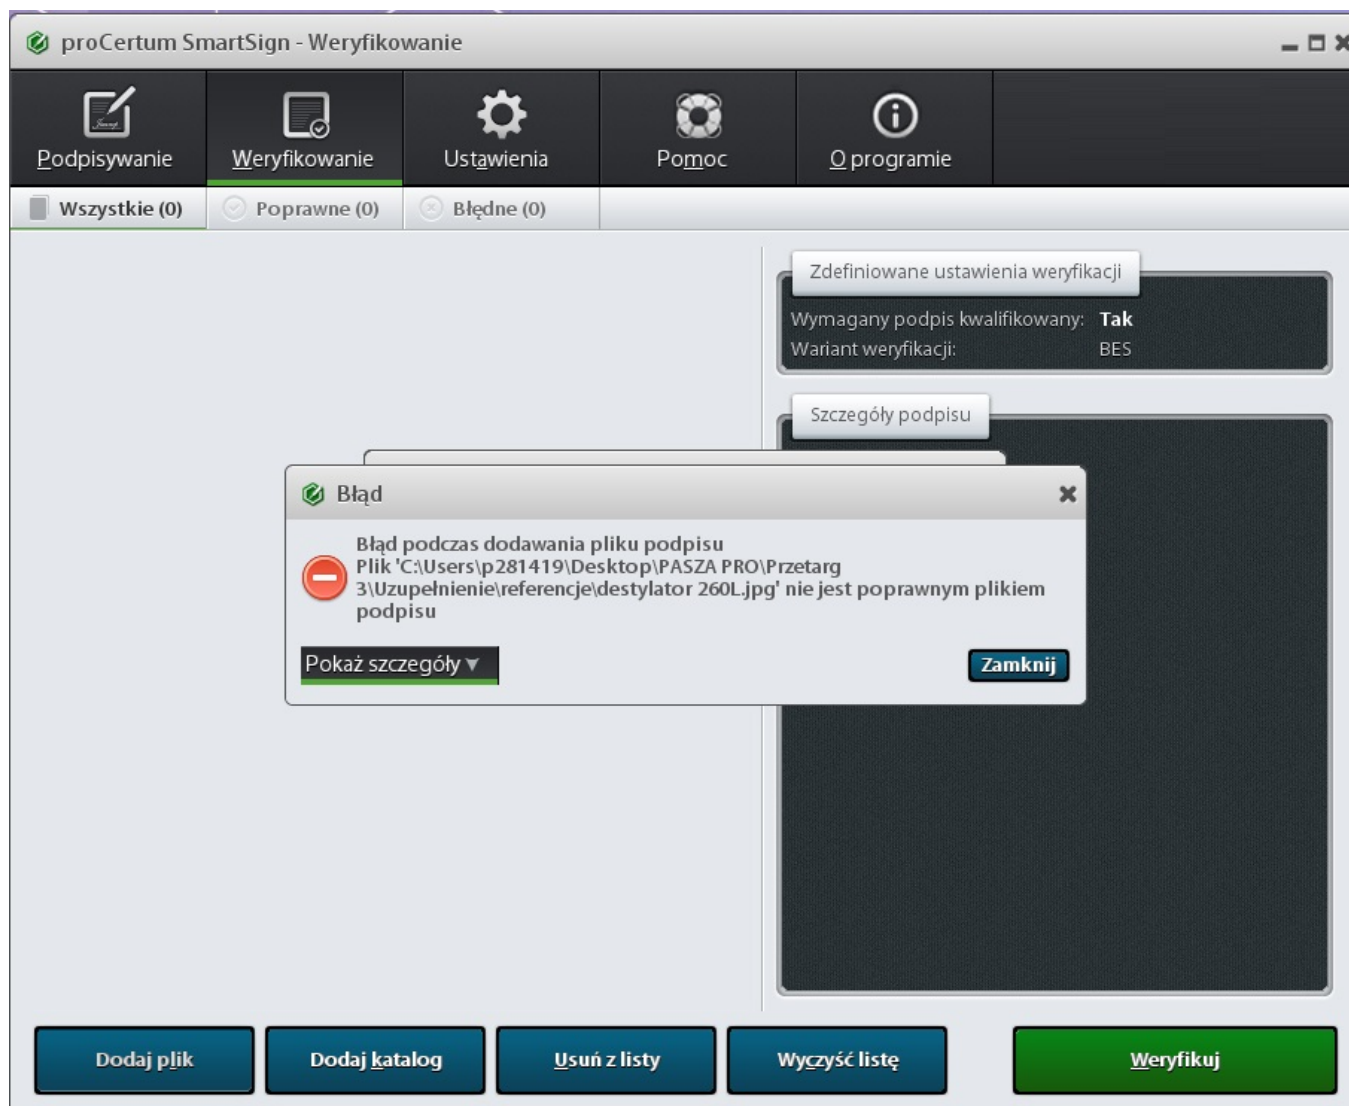 proCertum SmartSign - Weryfikowanie
Podpisywanie
Weryfikowanie
Ustawienia
Pomoc
O programie
Wszystkie (0)
Poprawne (0)
Błędne (0)
Zdefiniowane ustawienia weryfikacji
Wymagany podpis kwalifikowany: Tak
Wariant weryfikacji: BES
Szczegóły podpisu
Błąd
Błąd podczas dodawania pliku podpisu
Plik 'C:\Users\p281419\Desktop\PASZA PRO\Przetarg
3\Uzupełnienie\referencje\destylator 260L.jpg' nie jest poprawnym plikiem
podpisu
Pokaż szczegóły
Zamknij
Dodaj plik
Dodaj katalog
Usuń z listy
Wyczyść listę
Weryfikuj